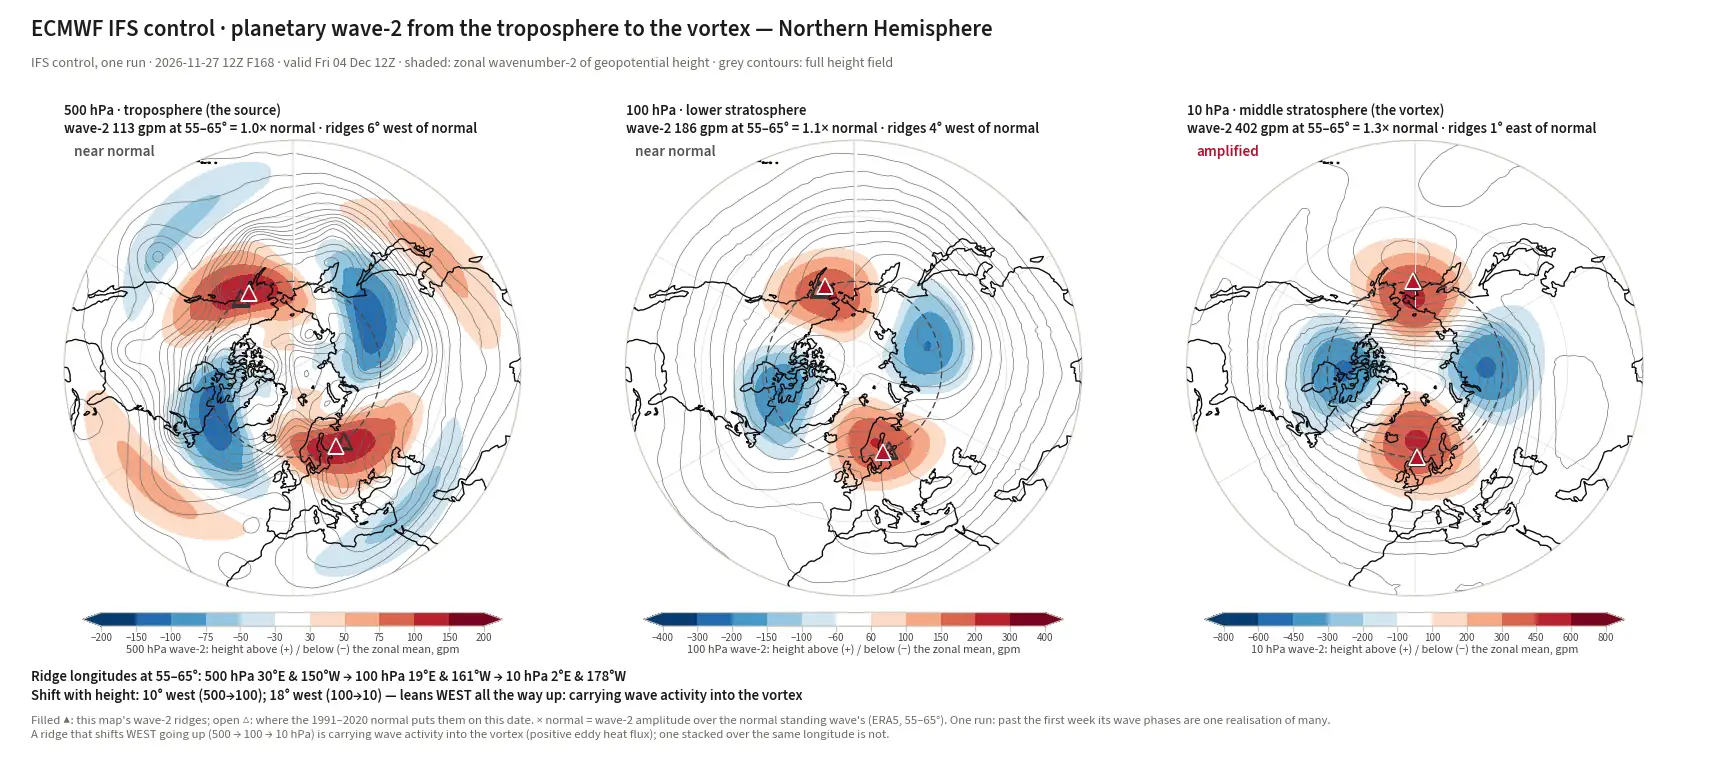 ECMWF IFS control · planetary wave-2 from the troposphere to the vortex — Northern Hemisphere
IFS control, one run · 2026-11-27 12Z F168 · valid Fri 04 Dec 12Z · shaded: zonal wavenumber-2 of geopotential height · grey contours: full height field
500 hPa · troposphere (the source)
wave-2 113 gpm at 55–65° = 1.0× normal · ridges 6° west of normal
near normal
100 hPa · lower stratosphere
wave-2 186 gpm at 55–65° = 1.1× normal · ridges 4° west of normal
near normal
10 hPa · middle stratosphere (the vortex)
wave-2 402 gpm at 55–65° = 1.3× normal · ridges 1° east of normal
amplified
−200 −150 −100 −75 −50 −30 30 50 75 100 150 200
500 hPa wave-2: height above (+) / below (−) the zonal mean, gpm
−400 −300 −200 −150 −100 −60 60 100 150 200 300 400
100 hPa wave-2: height above (+) / below (−) the zonal mean, gpm
−800 −600 −450 −300 −200 −100 100 200 300 450 600 800
10 hPa wave-2: height above (+) / below (−) the zonal mean, gpm
Ridge longitudes at 55–65°: 500 hPa 30°E & 150°W → 100 hPa 19°E & 161°W → 10 hPa 2°E & 178°W
Shift with height: 10° west (500→100); 18° west (100→10) — leans WEST all the way up: carrying wave activity into the vortex
Filled ▲: this map's wave-2 ridges; open △: where the 1991–2020 normal puts them on this date. × normal = wave-2 amplitude over the normal standing wave's (ERA5, 55–65°). One run: past the first week its wave phases are one realisation of many.
A ridge that shifts WEST going up (500 → 100 → 10 hPa) is carrying wave activity into the vortex (positive eddy heat flux); one stacked over the same longitude is not.